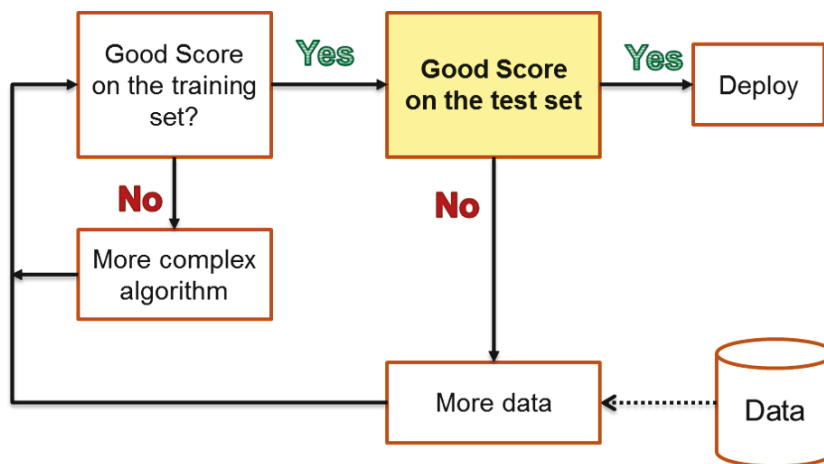 Good Score
on the training
set?
Yes
Good Score
on the test set
Yes
Deploy
No
More complex
algorithm
No
More data
Data